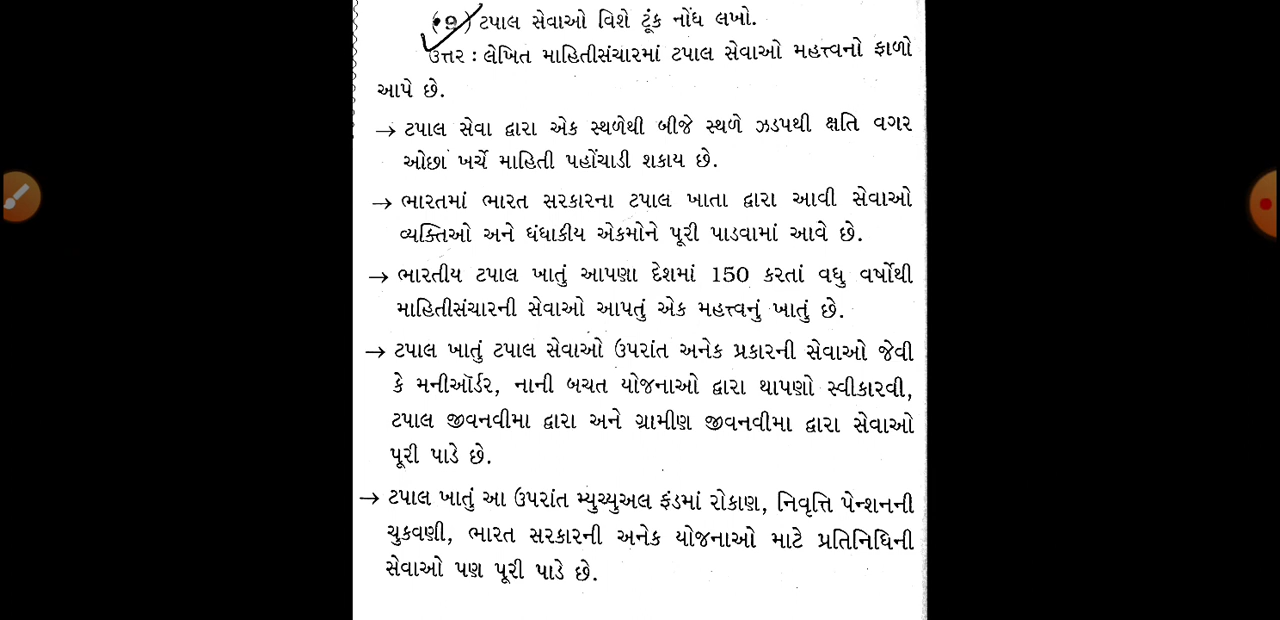 (9) ટપાલ સેવાઓ વિશે ટૂંક નોંધ લખો.
ઉત્તર : લેખિત માહિતીસંચારમાં ટપાલ સેવાઓ મહત્ત્વનો ફાળો
આપે છે.
→ ટપાલ સેવા દ્વારા એક સ્થળેથી બીજે સ્થળે ઝડપથી ક્ષતિ વગર
ઓછા ખર્ચે માહિતી પહોંચાડી શકાય છે.
→ ભારતમાં ભારત સરકારના ટપાલ ખાતા દ્વારા આવી સેવાઓ
વ્યક્તિઓ અને ધંધાકીય એકમોને પૂરી પાડવામાં આવે છે.
→ ભારતીય ટપાલ ખાતું આપણા દેશમાં 150 કરતાં વધુ વર્ષોથી
માહિતીસંચારની સેવાઓ આપતું એક મહત્ત્વનું ખાતું છે.
→ ટપાલ ખાતું ટપાલ સેવાઓ ઉપરાંત અનેક પ્રકારની સેવાઓ જેવી
કે મનીઑર્ડર, નાની બચત યોજનાઓ દ્વારા થાપણો સ્વીકારવી,
ટપાલ જીવનવીમા દ્વારા અને ગ્રામીણ જીવનવીમા દ્વારા સેવાઓ
પૂરી પાડે છે.
→ ટપાલ ખાતું આ ઉપરાંત મ્યુચ્યુઅલ ફંડમાં રોકાણ, નિવૃત્તિ પેન્શનની
ચુકવણી, ભારત સરકારની અનેક યોજનાઓ માટે પ્રતિનિધિની
સેવાઓ પણ પૂરી પાડે છે.